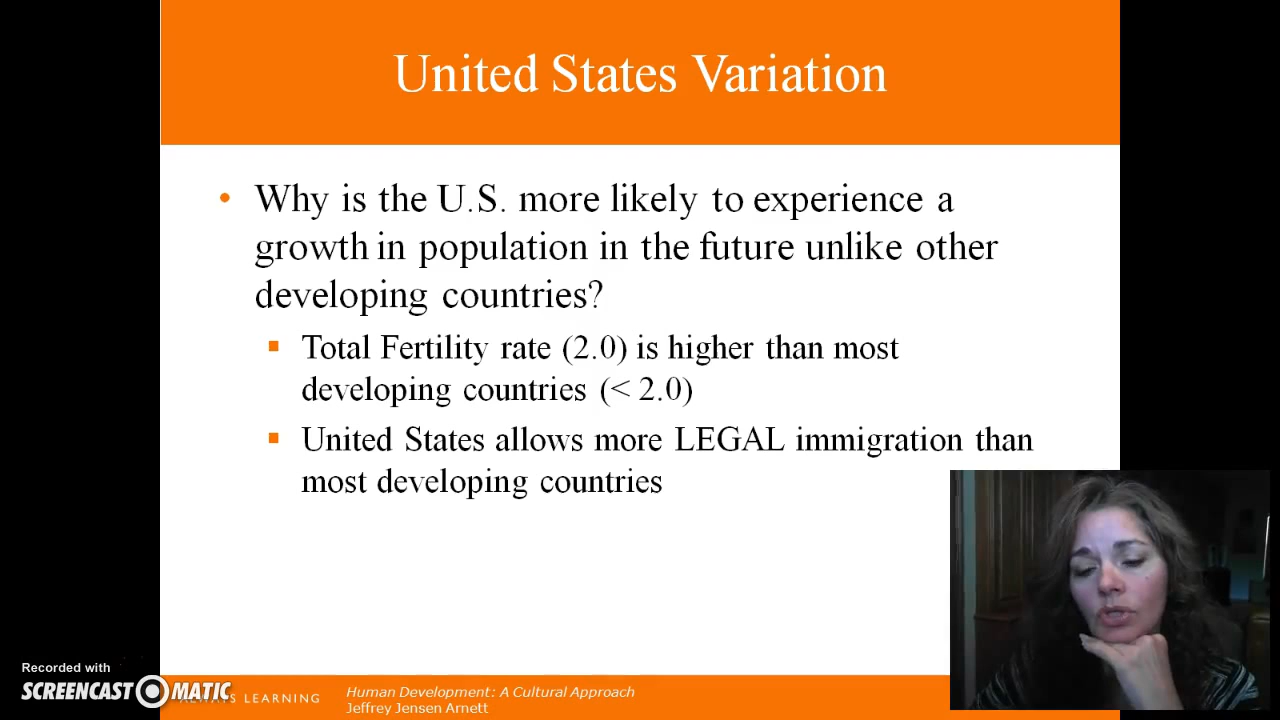 United States Variation
• Why is the U.S. more likely to experience a
growth in population in the future unlike other
developing countries?
▪ Total Fertility rate (2.0) is higher than most
developing countries (< 2.0)
▪ United States allows more LEGAL immigration than
most developing countries
Recorded with
SCREENCAST MATIC
ALWAYS LEARNING
Human Development: A Cultural Approach
Jeffrey Jensen Arnett